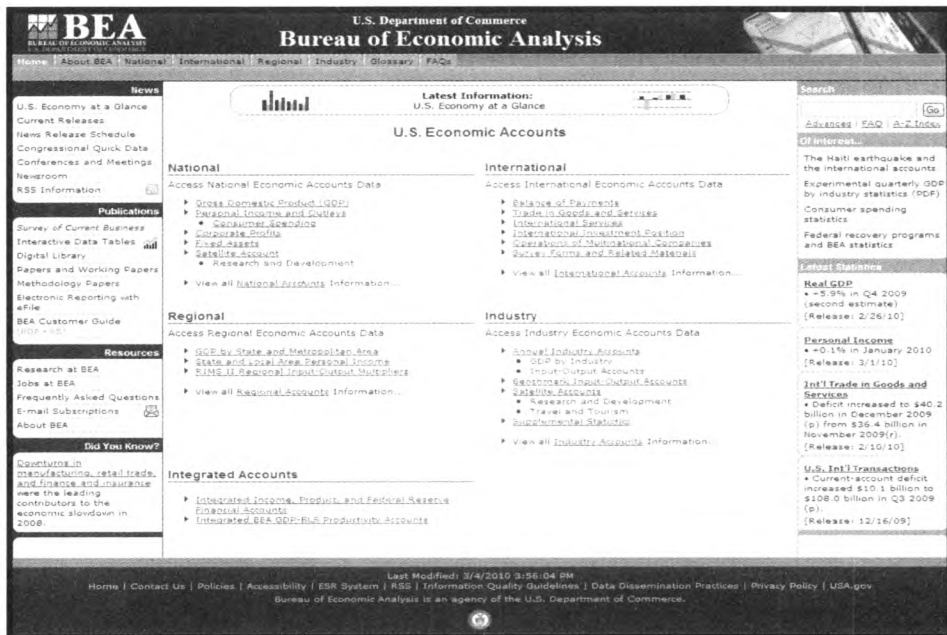 BEA
BUREAU OF ECONOMIC ANALYSIS
U.S. DEPARTMENT OF COMMERCE
U.S. Department of Commerce
Bureau of Economic Analysis
Home | About BEA | National | International | Regional | Industry | Glossary | FAQs
News
U.S. Economy at a Glance
Current Releases
News Release Schedule
Congressional Quick Data
Conferences and Meetings
Newsroom
RSS Information
Publications
Survey of Current Business
Interactive Data Tables
Digital Library
Papers and Working Papers
Methodology Papers
Electronic Reporting with
eFile
BEA Customer Guide
Resources
Research at BEA
Jobs at BEA
Frequently Asked Questions
E-mail Subscriptions
About BEA
Did You Know?
Downturns in
manufacturing, retail trade,
and finance and insurance
were the leading
contributors to the
economic slowdown in
2008.
Latest Information:
U.S. Economy at a Glance
U.S. Economic Accounts
National
Access National Economic Accounts Data
Gross Domestic Product (GDP)
Personal Income and Outlays
Consumer Spending
Corporate Profits
Fixed Assets
Satellite Account
Research and Development
View all National Accounts Information...
International
Access International Economic Accounts Data
Balance of Payments
Trade in Goods and Services
International Services
International Investment Position
Operations of Multinational Companies
Survey Forms and Related Materials
View all International Accounts Information...
Regional
Access Regional Economic Accounts Data
GDP by State and Metropolitan Area
State and Local Area Personal Income
RIMS II Regional Input-Output Multipliers
View all Regional Accounts Information...
Industry
Access Industry Economic Accounts Data
Annual Industry Accounts
GDP by Industry
Input-Output Accounts
Benchmark Input-Output Accounts
Satellite Accounts
Research and Development
Travel and Tourism
Supplemental Statistics
View all Industry Accounts Information...
Integrated Accounts
Integrated Income, Product, and Federal Reserve
Financial Accounts
Integrated BEA GDP-BLS Productivity Accounts
Search
Go
Advanced | FAQ | A-Z Index
Of interest...
The Haiti earthquake and
the international accounts
Experimental quarterly GDP
by industry statistics (PDF)
Consumer spending
statistics
Federal recovery programs
and BEA statistics
Latest Statistics
Real GDP
• +5.9% in Q4 2009
(second estimate)
[Release: 2/26/10]
Personal Income
• +0.1% in January 2010
[Release: 3/1/10]
Int'l Trade in Goods and
Services
• Deficit increased to $40.2
billion in December 2009
(p) from $36.4 billion in
November 2009(r).
[Release: 2/10/10]
U.S. Int'l Transactions
• Current-account deficit
increased $10.1 billion to
$108.0 billion in Q3 2009
(p).
[Release: 12/16/09]
Last Modified: 3/4/2010 3:56:04 PM
Home | Contact Us | Policies | Accessibility | ESR System | RSS | Information Quality Guidelines | Data Dissemination Practices | Privacy Policy | USA.gov
Bureau of Economic Analysis is an agency of the U.S. Department of Commerce.